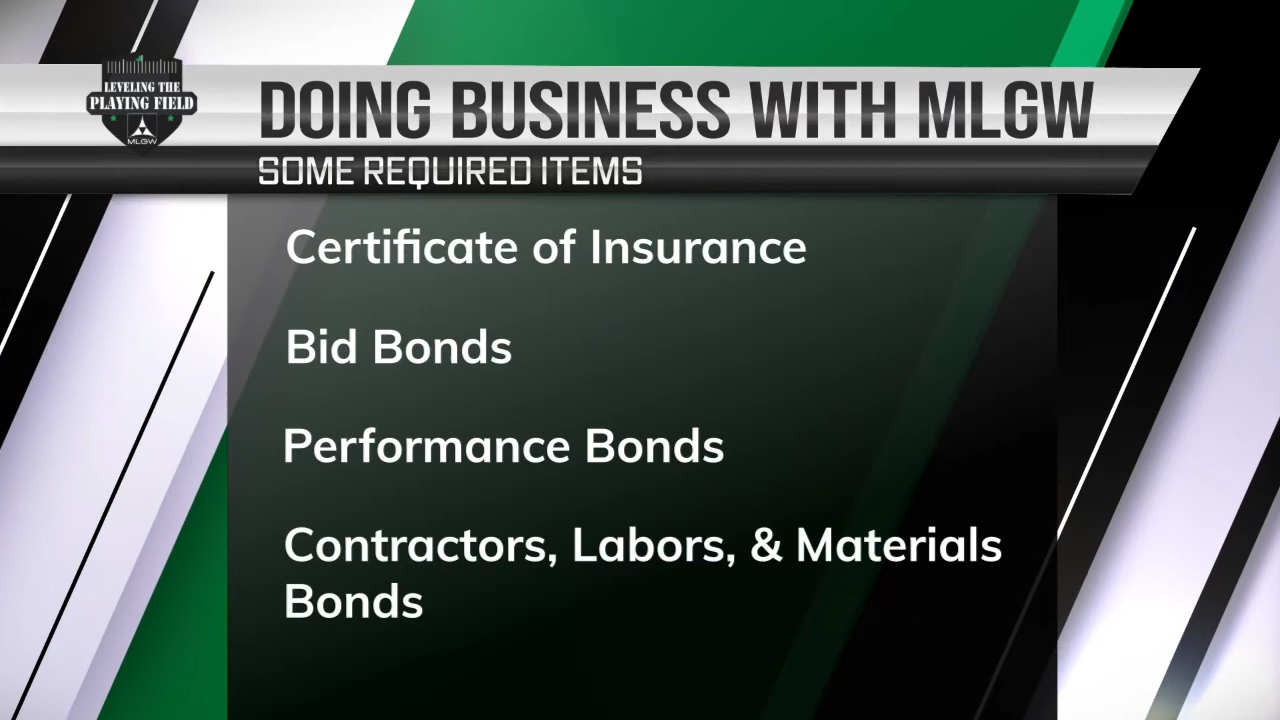 LEVELING THE
PLAYING FIELD
MLGW
DOING BUSINESS WITH MLGW
SOME REQUIRED ITEMS
Certificate of Insurance
Bid Bonds
Performance Bonds
Contractors, Labors, & Materials
Bonds